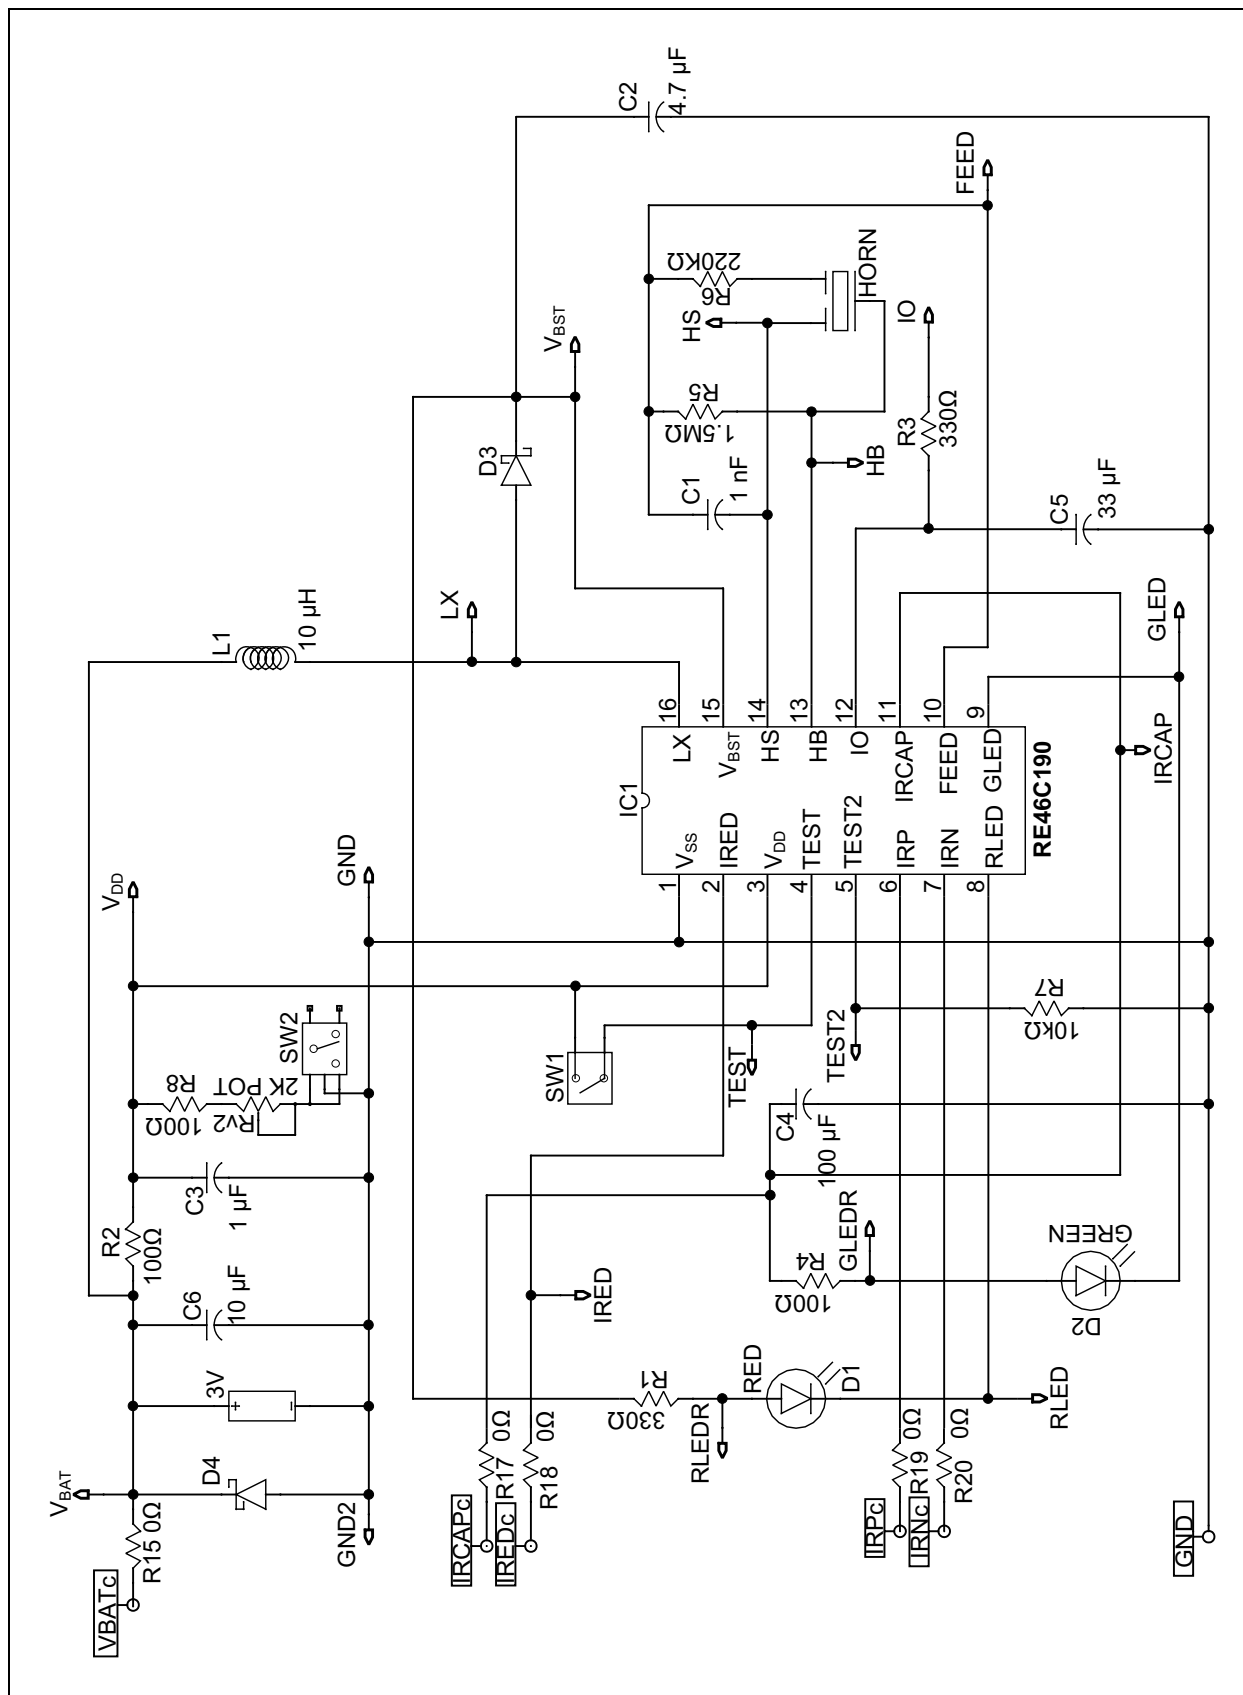 VBATc
R15 0Ω
V_BAT
D4
GND2
3V
+
−
C6
10 µF
R2
100Ω
C3
1 µF
R8
100Ω
2K POT
Rv2
SW2
V_DD
GND
L1
10 µH
LX
D3
V_BST
C2
4.7 µF
IRCAPc
R17
0Ω
IREDc
R18
0Ω
IRED
R1
330Ω
RLEDR
RED
D1
RLED
SW1
TEST
TEST2
C4
100 µF
R4
100Ω
GLEDR
GREEN
D2
R7
10kΩ
IRPc
R19
0Ω
IRNc
R20
0Ω
GND
IC1
1
V_SS
2
IRED
3
V_DD
4
TEST
5
TEST2
6
IRP
7
IRN
8
RLED
16
LX
15
V_BST
14
HS
13
HB
12
IO
11
IRCAP
10
FEED
9
GLED
RE46C190
C1
1 nF
R5
1.5MΩ
HS
R6
220KΩ
HORN
HB
R3
330Ω
IO
FEED
C5
33 µF
GLED
IRCAP